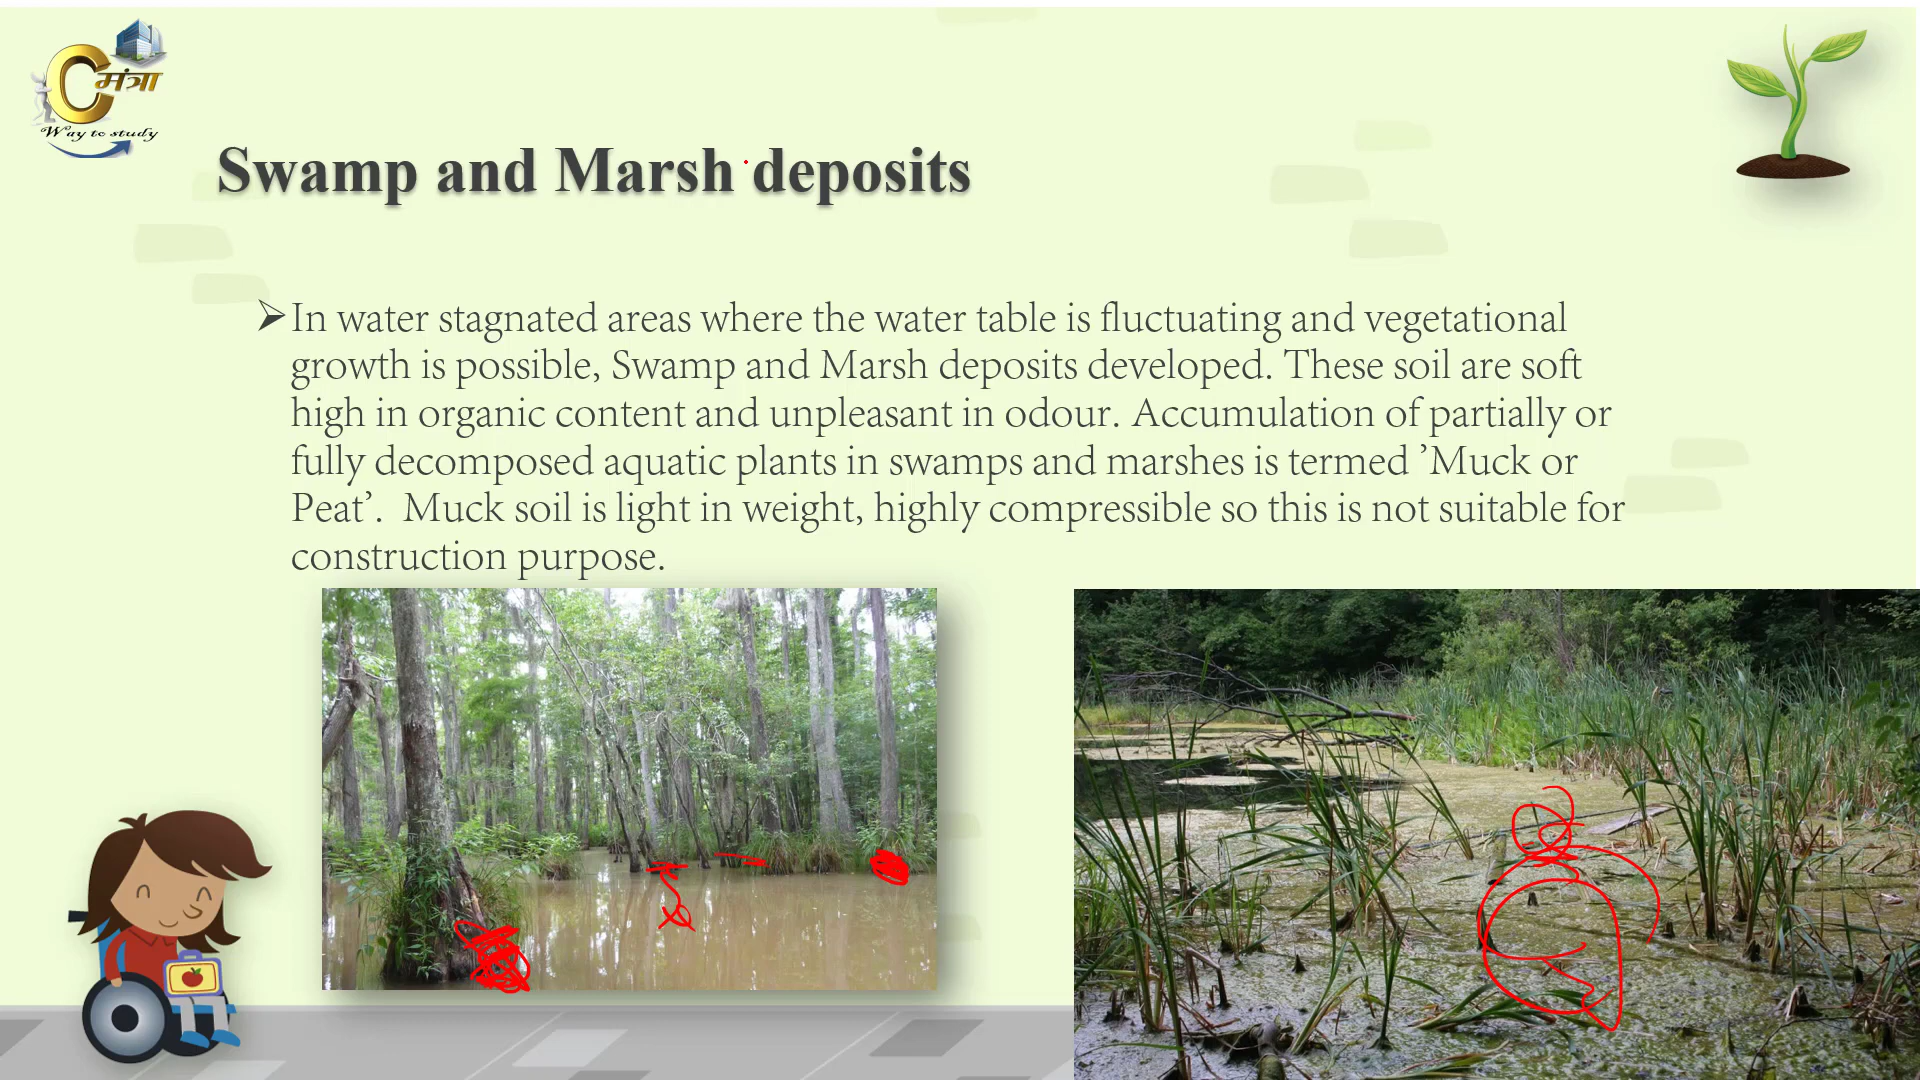 C मंत्रा
Way to study
Swamp and Marsh deposits
➤In water stagnated areas where the water table is fluctuating and vegetational
growth is possible, Swamp and Marsh deposits developed. These soil are soft
high in organic content and unpleasant in odour. Accumulation of partially or
fully decomposed aquatic plants in swamps and marshes is termed ’Muck or
Peat’.  Muck soil is light in weight, highly compressible so this is not suitable for
construction purpose.